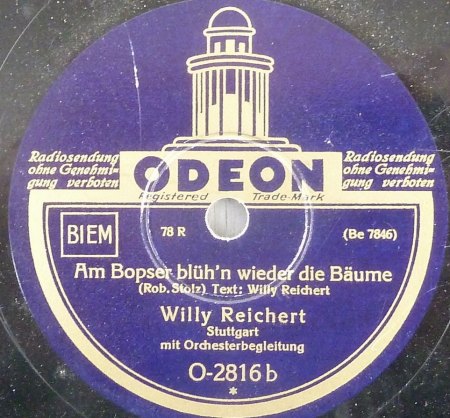 Radiosendung
ohne Genehmi-
gung verboten
ODEON
Radiosendung
ohne Genehmi-
gung verboten
Registered Trade-Mark
BIEM
78 R
(Be 7846)
Am Bopser blüh'n wieder die Bäume
(Rob. Stolz) Text: Willy Reichert
Willy Reichert
Stuttgart
mit Orchesterbegleitung
O-2816 b
*